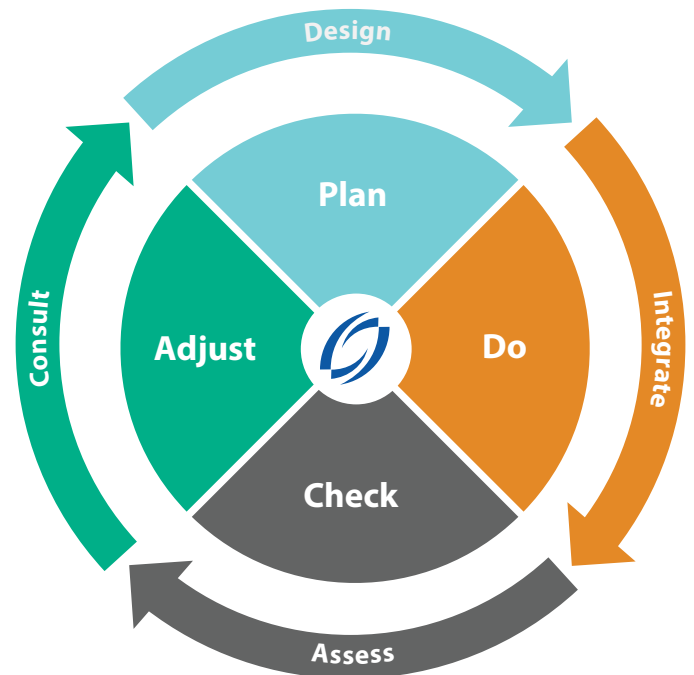 Design
Plan
Adjust
Do
Consult
Integrate
Check
Assess